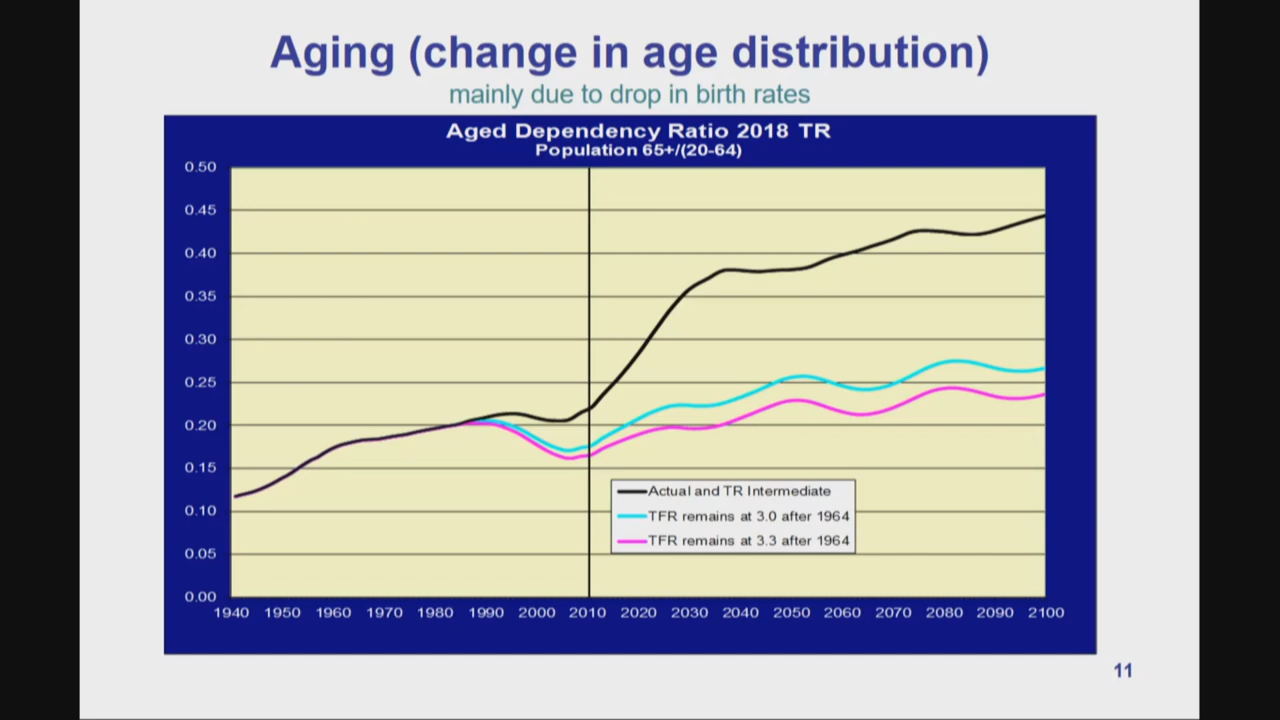 Aging (change in age distribution)
mainly due to drop in birth rates
Aged Dependency Ratio 2018 TR
Population 65+/(20-64)
0.50
0.45
0.40
0.35
0.30
0.25
0.20
0.15
0.10
0.05
0.00
Actual and TR Intermediate
TFR remains at 3.0 after 1964
TFR remains at 3.3 after 1964
1940 1950 1960 1970 1980 1990 2000 2010 2020 2030 2040 2050 2060 2070 2080 2090 2100
11